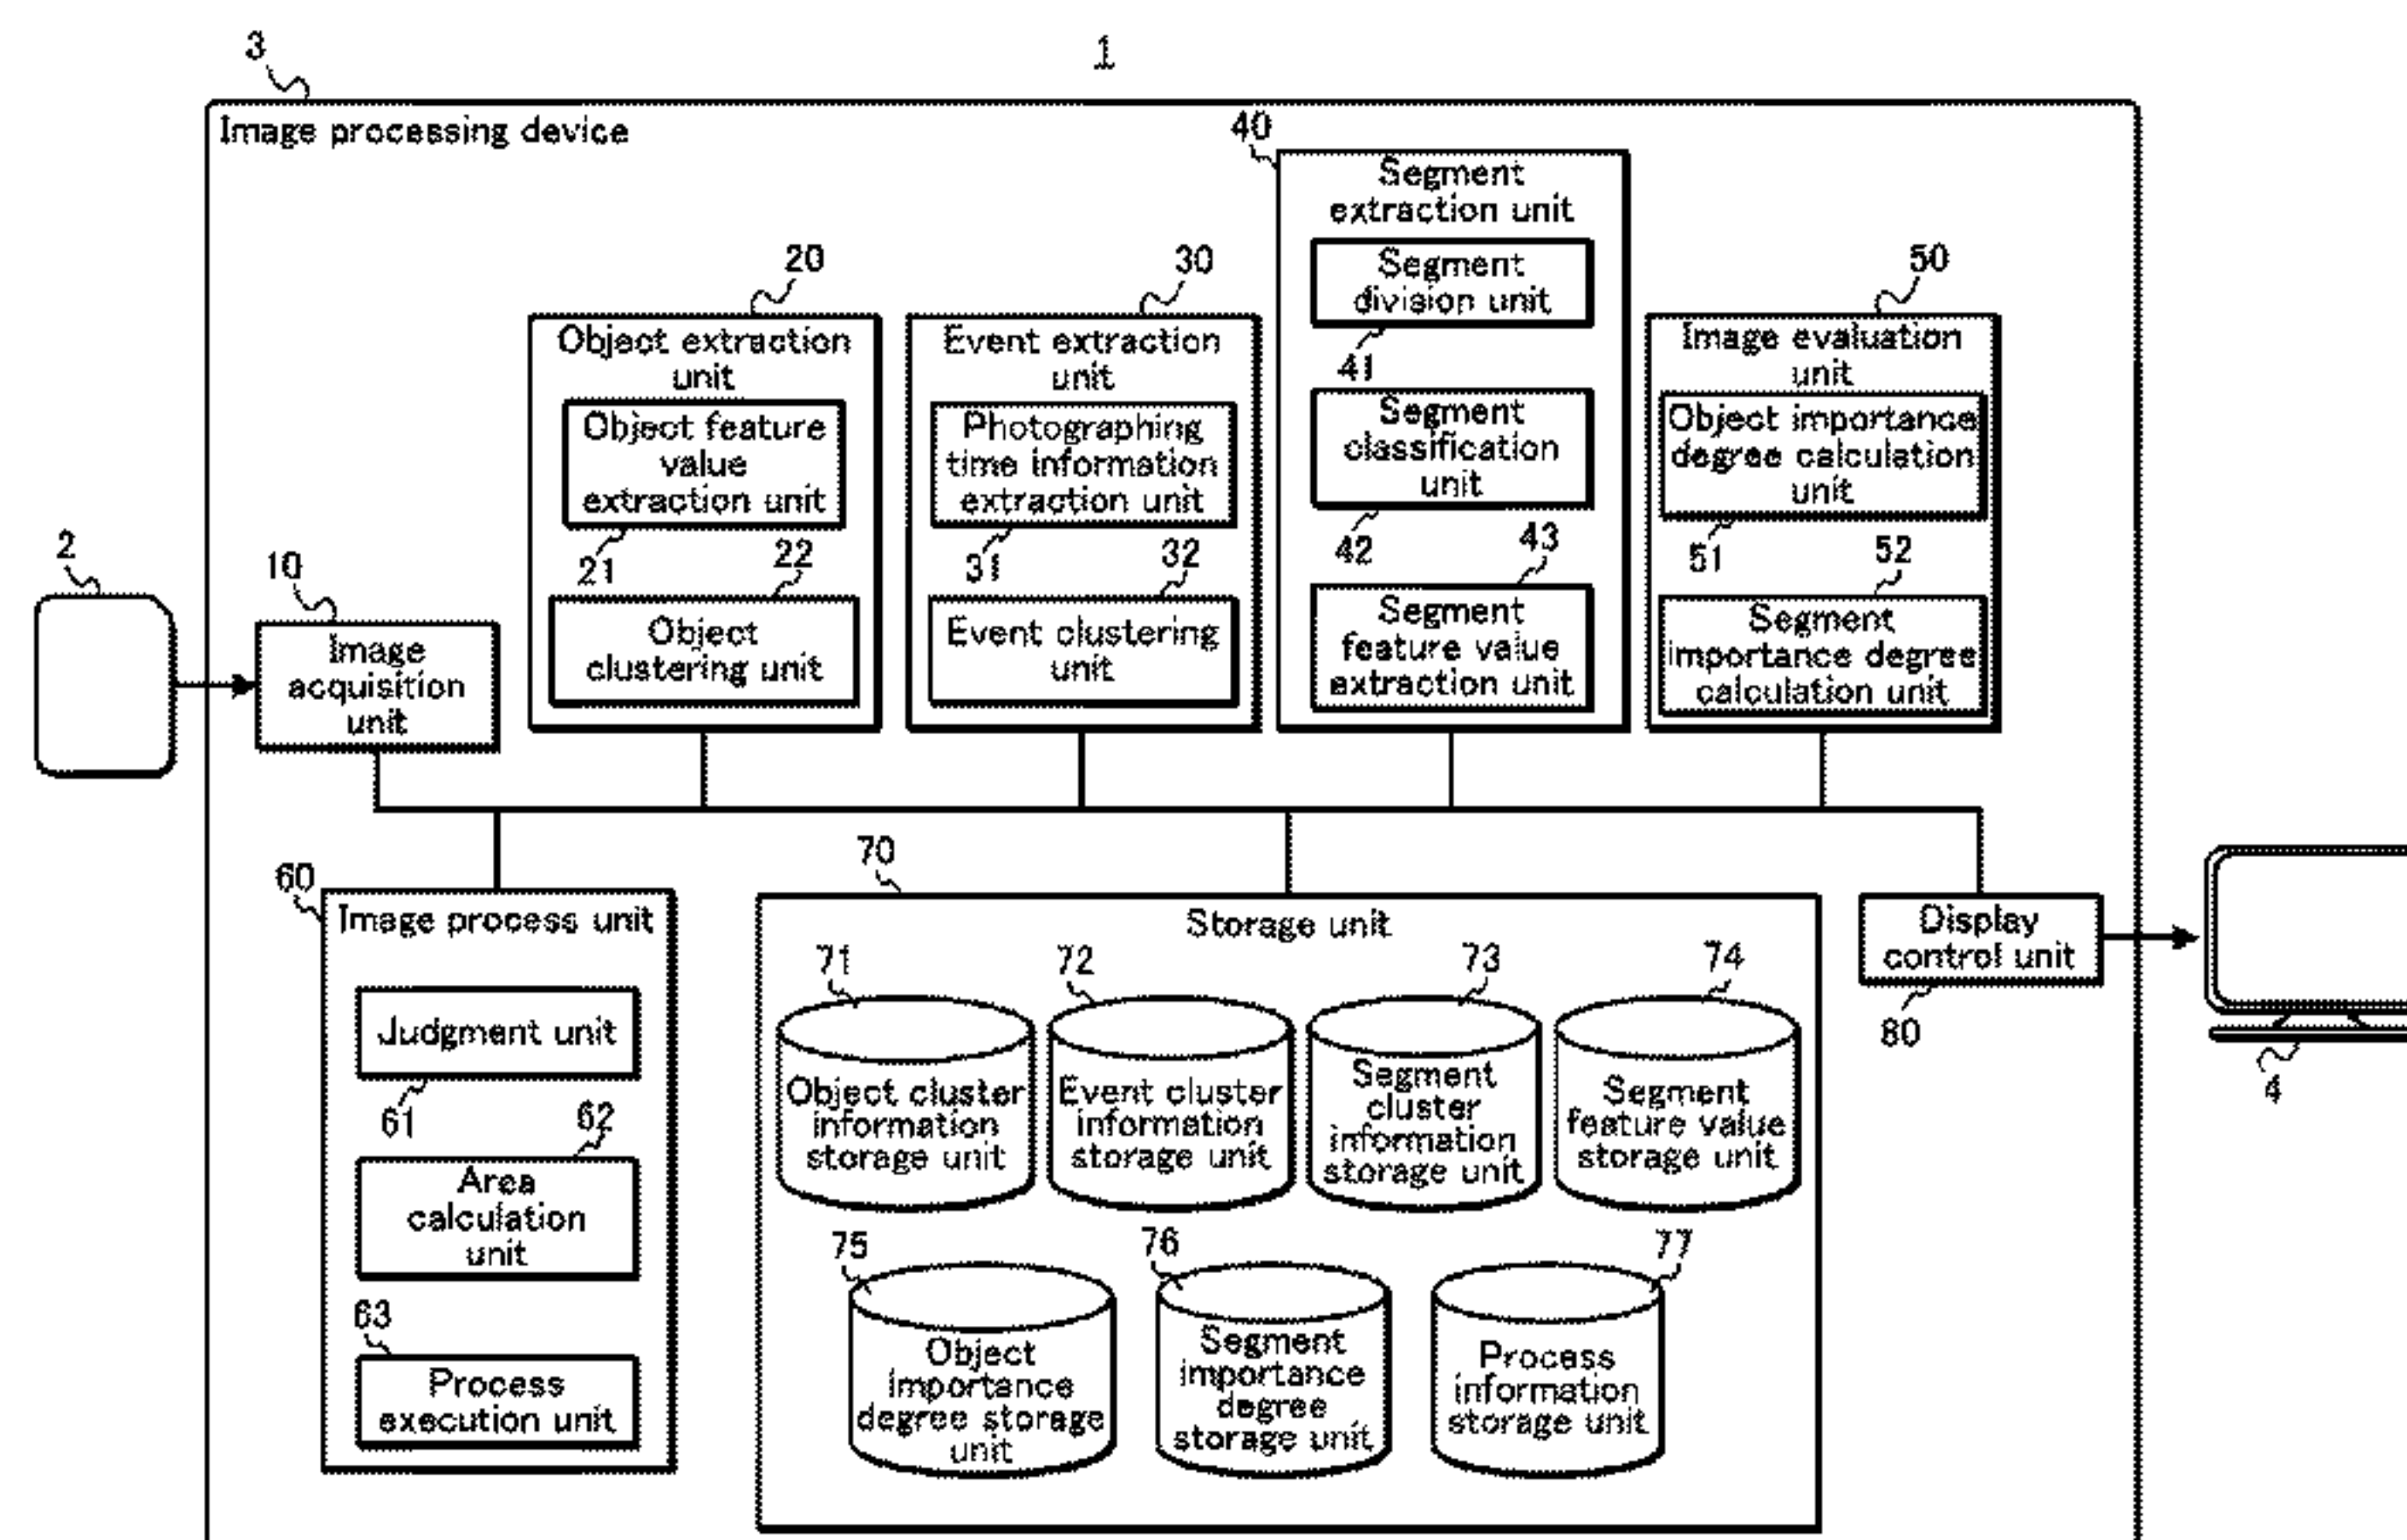 3
1
Image processing device
40
Segment
extraction unit
Segment
division unit
41
Segment
classification
unit
42
43
Segment
feature value
extraction unit
20
Object extraction
unit
Object feature
value
extraction unit
21
22
Object
clustering unit
30
Event extraction
unit
Photographing
time information
extraction unit
31
32
Event clustering
unit
50
Image evaluation
unit
Object importance
degree calculation
unit
51
52
Segment
importance degree
calculation unit
2
10
Image
acquisition
unit
60
Image process unit
Judgment unit
61
62
Area
calculation
unit
63
Process
execution unit
70
Storage unit
71
Object cluster
information
storage unit
72
Event cluster
information
storage unit
73
Segment
cluster
information
storage unit
74
Segment
feature value
storage unit
75
Object
importance
degree storage
unit
76
Segment
importance
degree
storage unit
77
Process
information
storage unit
Display
control unit
80
4